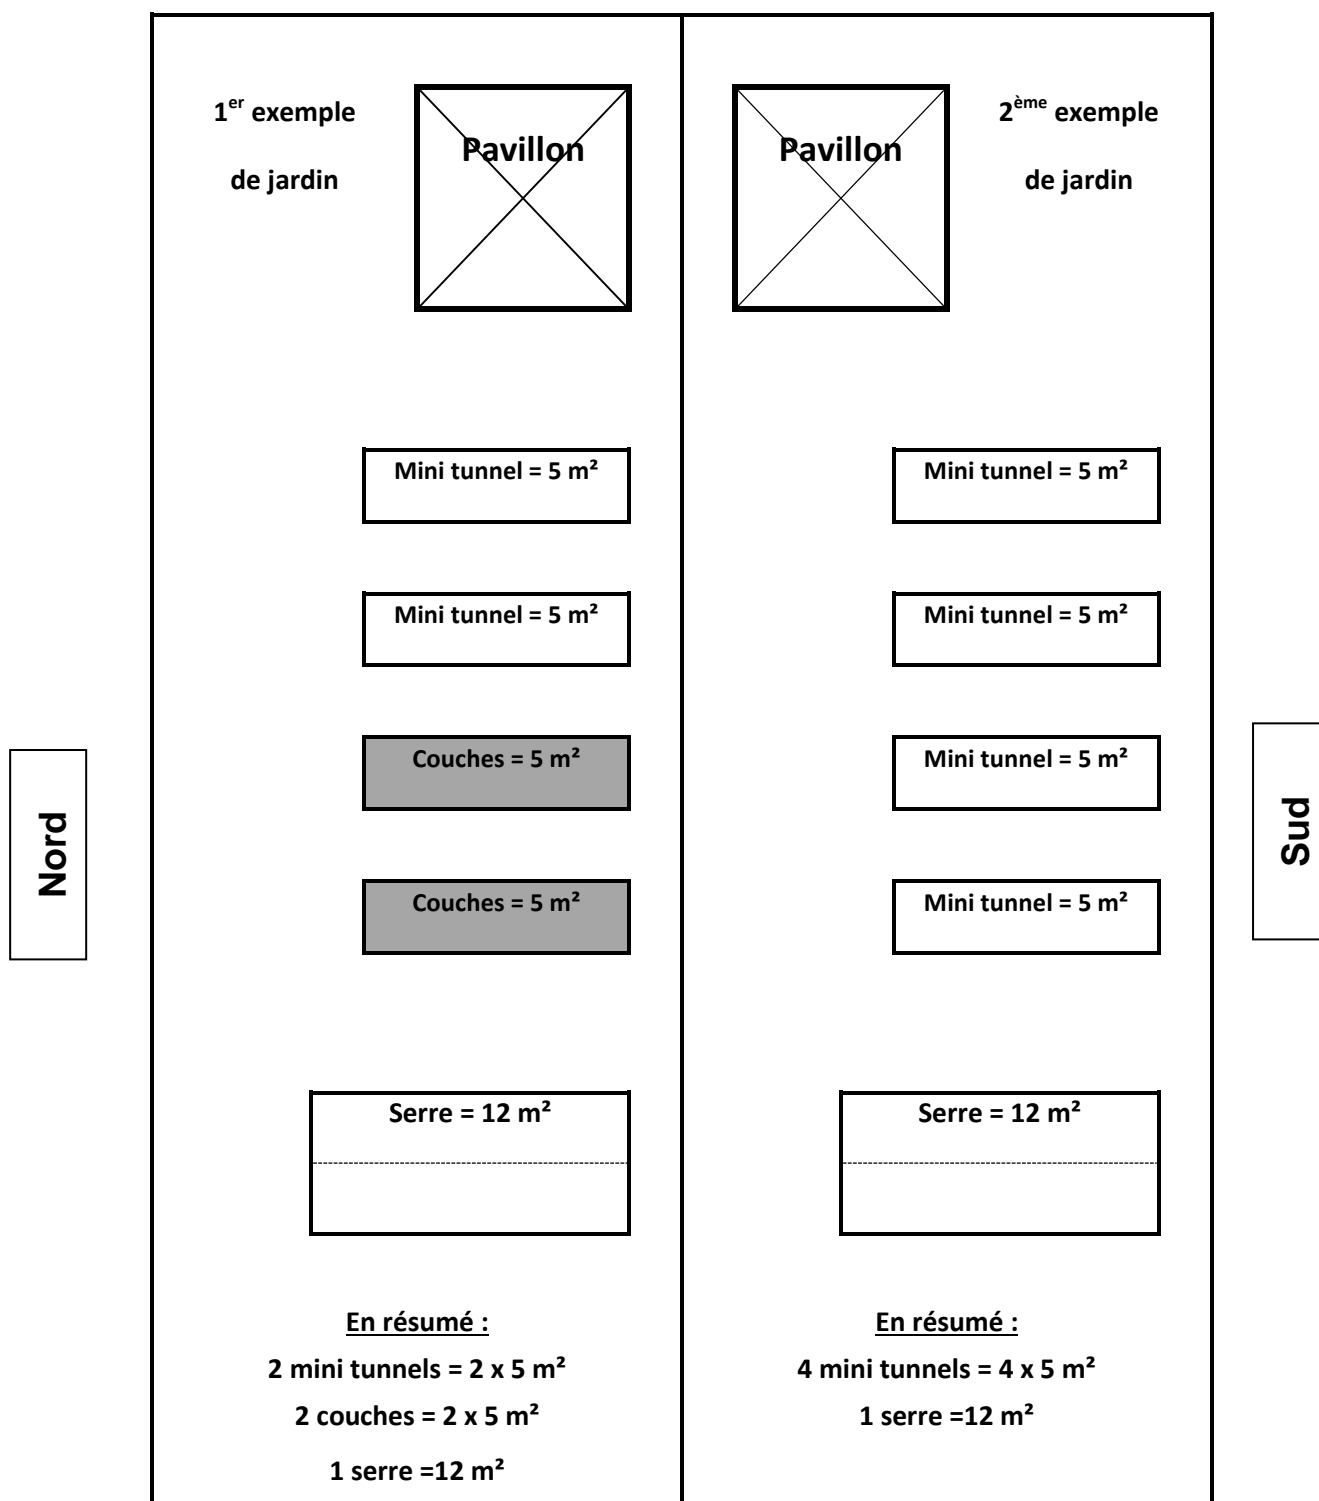 1er exemple
de jardin
Pavillon
Pavillon
2ème exemple
de jardin
Mini tunnel = 5 m²
Mini tunnel = 5 m²
Mini tunnel = 5 m²
Mini tunnel = 5 m²
Couches = 5 m²
Mini tunnel = 5 m²
Nord
Sud
Couches = 5 m²
Mini tunnel = 5 m²
Serre = 12 m²
Serre = 12 m²
En résumé :
2 mini tunnels = 2 x 5 m²
2 couches = 2 x 5 m²
1 serre =12 m²
En résumé :
4 mini tunnels = 4 x 5 m²
1 serre =12 m²